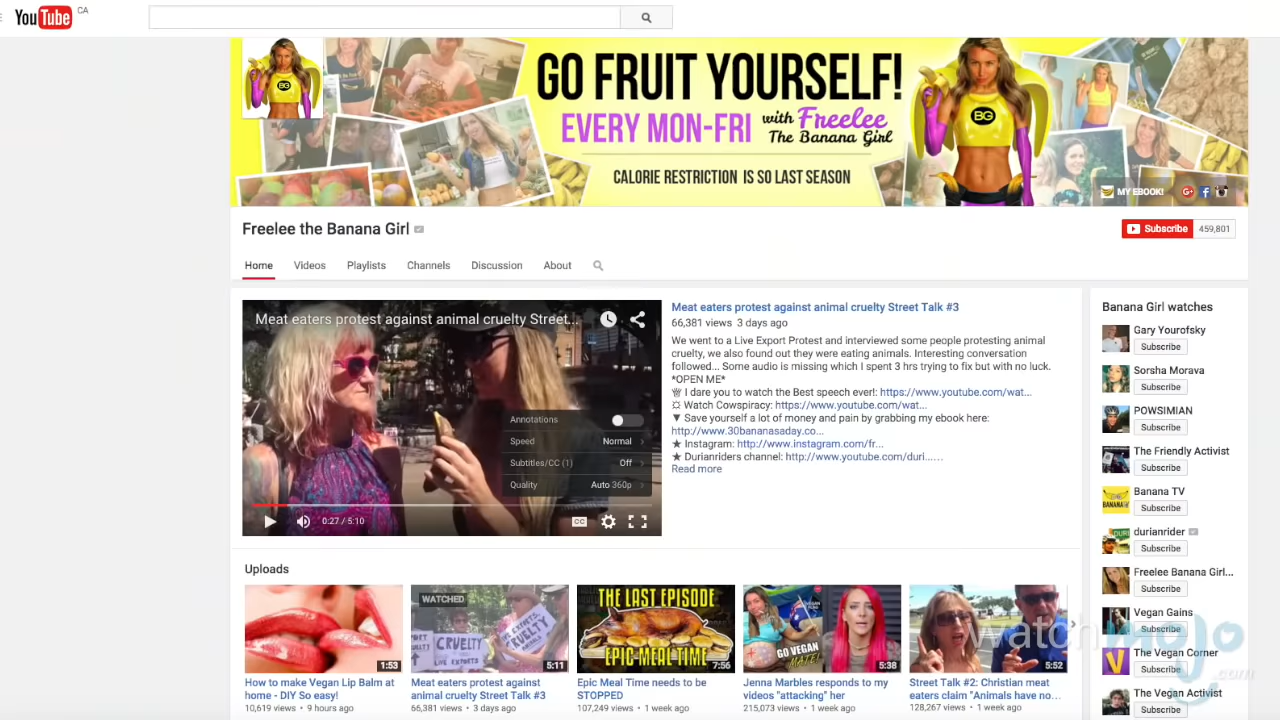 YouTube CA
GO FRUIT YOURSELF!
EVERY MON-FRI with Freelee
The Banana Girl
CALORIE RESTRICTION IS SO LAST SEASON
BG
BG
MY EBOOK!
Freelee the Banana Girl
Subscribe 459,801
Home Videos Playlists Channels Discussion About
Meat eaters protest against animal cruelty Street...
Annotations
Speed Normal
Subtitles/CC (1) Off
Quality Auto 360p
0:27 / 5:10
CC
Meat eaters protest against animal cruelty Street Talk #3
66,381 views 3 days ago
We went to a Live Export Protest and interviewed some people protesting animal
cruelty, we also found out they were eating animals. Interesting conversation
followed... Some audio is missing which I spent 3 hrs trying to fix but with no luck.
*OPEN ME*
I dare you to watch the Best speech ever!: https://www.youtube.com/wat...
☼ Watch Cowspiracy: https://www.youtube.com/wat...
▼ Save yourself a lot of money and pain by grabbing my ebook here:
http://www.30bananasaday.co...
★ Instagram: http://www.instagram.com/fr...
★ Durianriders channel: http://www.youtube.com/duri......
Read more
Banana Girl watches
Gary Yourofsky
Subscribe
Sorsha Morava
Subscribe
POWSIMIAN
Subscribe
The Friendly Activist
Subscribe
Banana TV
Subscribe
durianrider
Subscribe
Freelee Banana Girl...
Subscribe
Vegan Gains
Subscribe
The Vegan Corner
Subscribe
The Vegan Activist
Subscribe
Uploads
1:53
How to make Vegan Lip Balm at
home - DIY So easy!
10,619 views • 9 hours ago
WATCHED
CRUELTY
5:11
Meat eaters protest against
animal cruelty Street Talk #3
66,381 views • 3 days ago
THE LAST EPISODE
EPIC MEAL TIME
7:56
Epic Meal Time needs to be
STOPPED
107,249 views • 1 week ago
GO VEGAN
MATE!
5:38
Jenna Marbles responds to my
videos "attacking" her
215,073 views • 1 week ago
5:52
Street Talk #2: Christian meat
eaters claim "Animals have no...
128,267 views • 1 week ago
watchmojo
.com